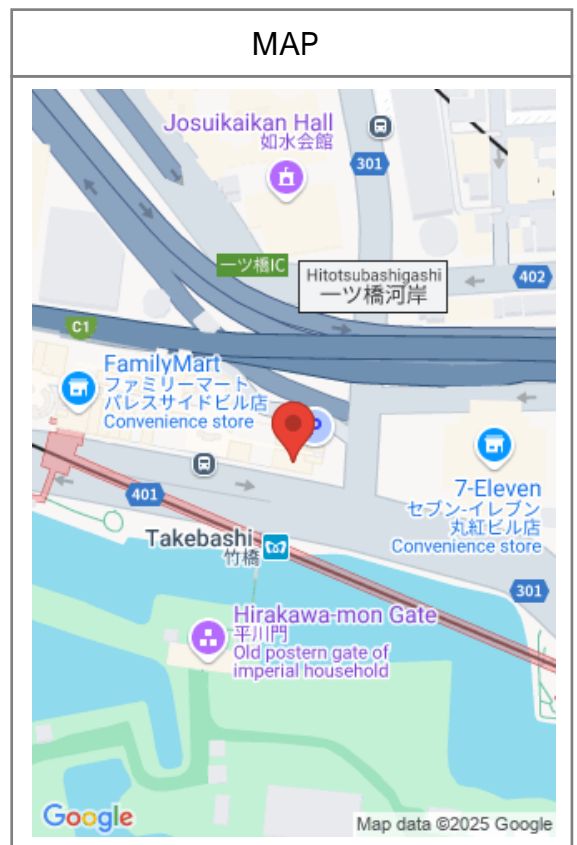 MAP
Josuikaikan Hall
如水会館
301
一ツ橋IC
Hitotsubashigashi
一ツ橋河岸
402
C1
FamilyMart
ファミリーマート
パレスサイドビル店
Convenience store
P
7-Eleven
セブン-イレブン
丸紅ビル店
Convenience store
401
Takebashi
竹橋
301
Hirakawa-mon Gate
平川門
Old postern gate of
imperial household
Google
Map data ©2025 Google